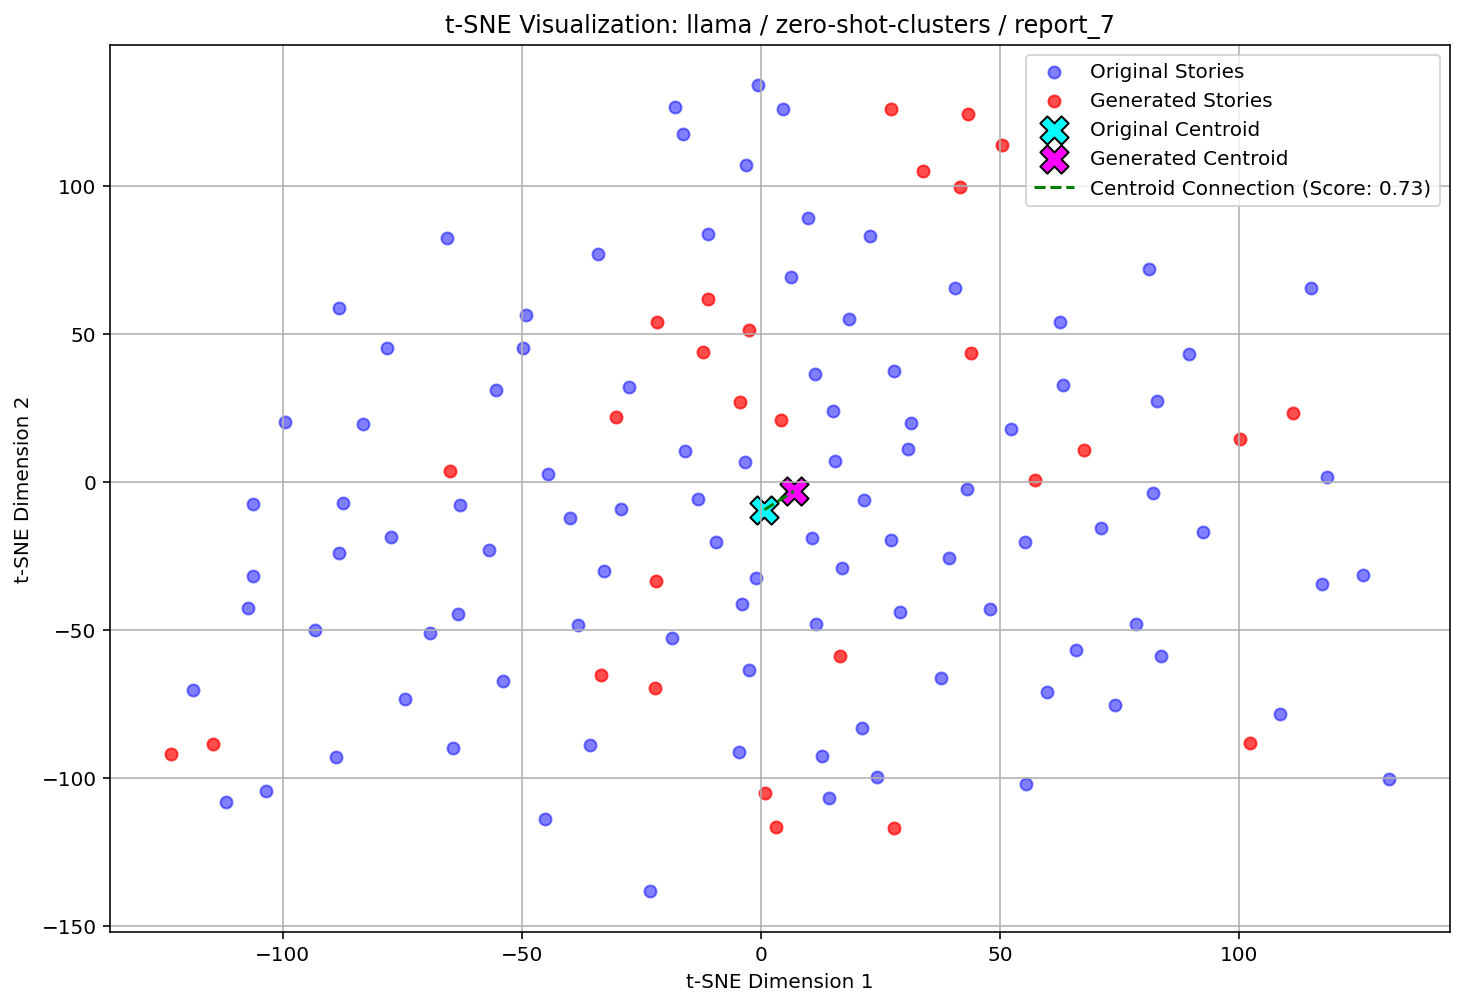 t-SNE Visualization: llama / zero-shot-clusters / report_7
Original Stories
Generated Stories
Original Centroid
Generated Centroid
Centroid Connection (Score: 0.73)
100
50
0
−50
−100
−150
t-SNE Dimension 2
−100
−50
0
50
100
t-SNE Dimension 1